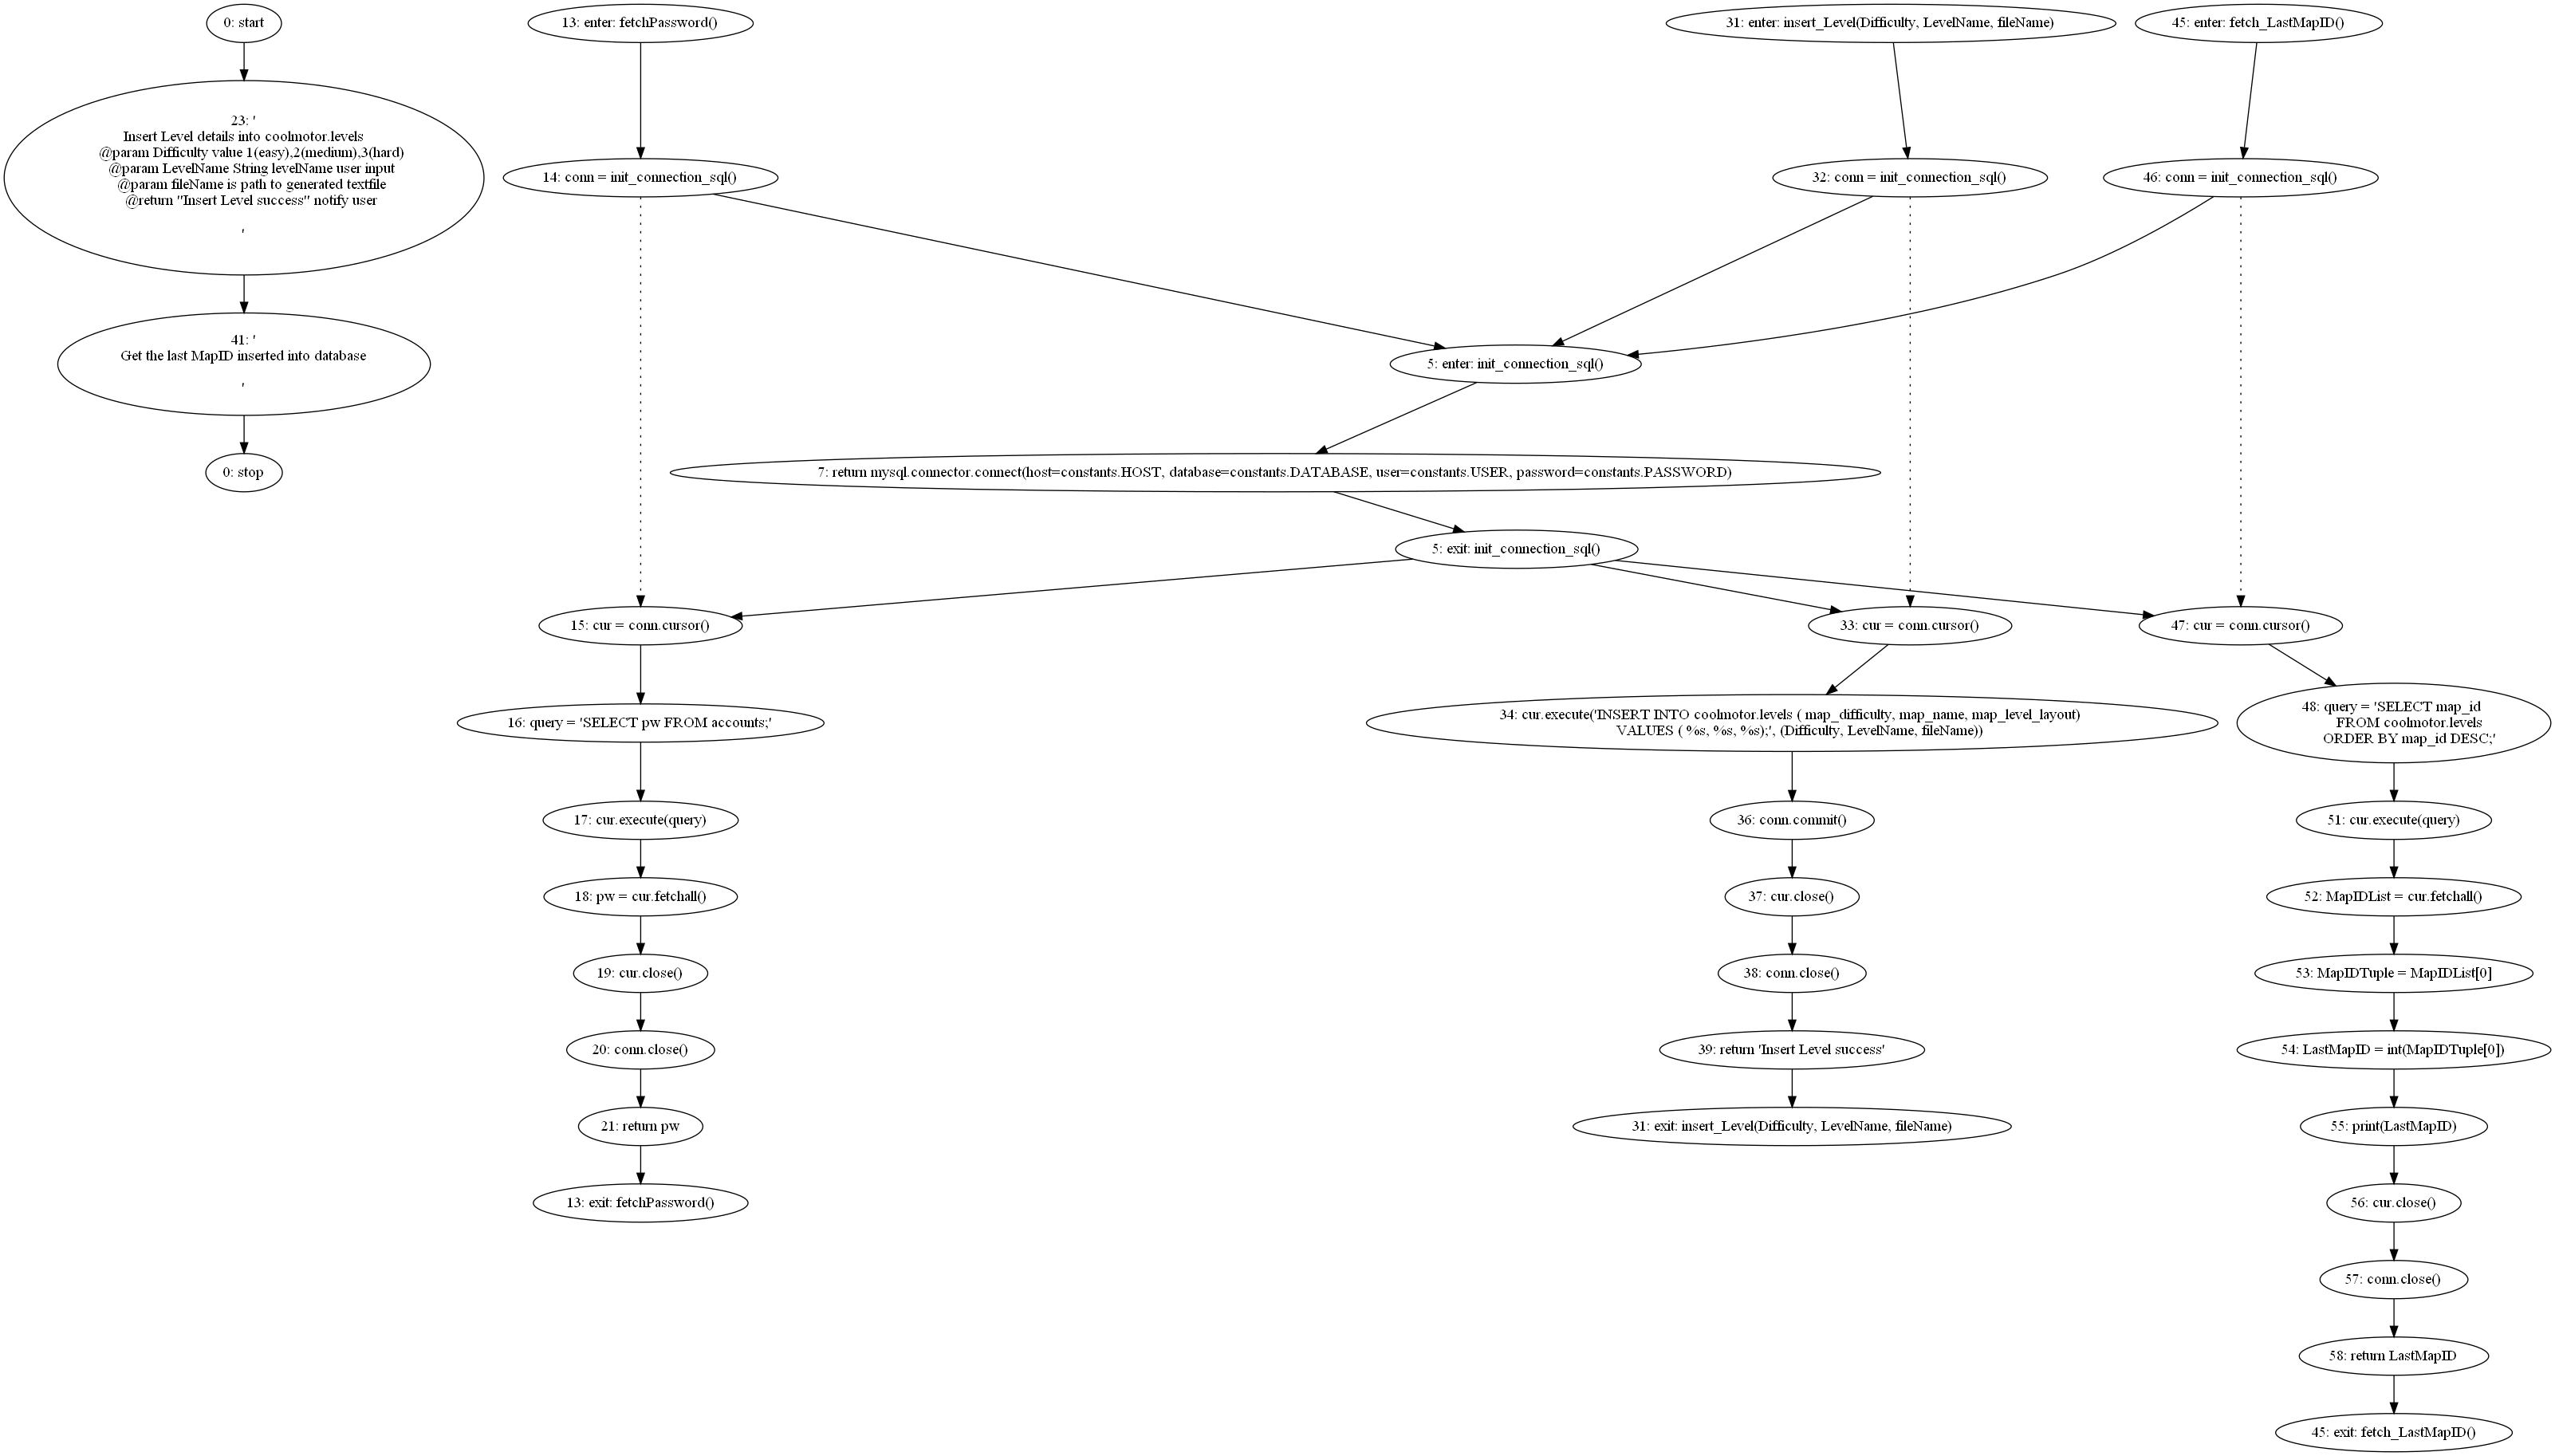 0: start
23: '
Insert Level details into coolmotor.levels
@param Difficulty value 1(easy),2(medium),3(hard)
@param LevelName String levelName user input
@param fileName is path to generated textfile
@return "Insert Level success" notify user
'
41: '
Get the last MapID inserted into database
'
0: stop
13: enter: fetchPassword()
14: conn = init_connection_sql()
31: enter: insert_Level(Difficulty, LevelName, fileName)
32: conn = init_connection_sql()
45: enter: fetch_LastMapID()
46: conn = init_connection_sql()
5: enter: init_connection_sql()
7: return mysql.connector.connect(host=constants.HOST, database=constants.DATABASE, user=constants.USER, password=constants.PASSWORD)
5: exit: init_connection_sql()
15: cur = conn.cursor()
16: query = 'SELECT pw FROM accounts;'
17: cur.execute(query)
18: pw = cur.fetchall()
19: cur.close()
20: conn.close()
21: return pw
13: exit: fetchPassword()
33: cur = conn.cursor()
34: cur.execute('INSERT INTO coolmotor.levels ( map_difficulty, map_name, map_level_layout)
VALUES ( %s, %s, %s);', (Difficulty, LevelName, fileName))
36: conn.commit()
37: cur.close()
38: conn.close()
39: return 'Insert Level success'
31: exit: insert_Level(Difficulty, LevelName, fileName)
47: cur = conn.cursor()
48: query = 'SELECT map_id
FROM coolmotor.levels
ORDER BY map_id DESC;'
51: cur.execute(query)
52: MapIDList = cur.fetchall()
53: MapIDTuple = MapIDList[0]
54: LastMapID = int(MapIDTuple[0])
55: print(LastMapID)
56: cur.close()
57: conn.close()
58: return LastMapID
45: exit: fetch_LastMapID()